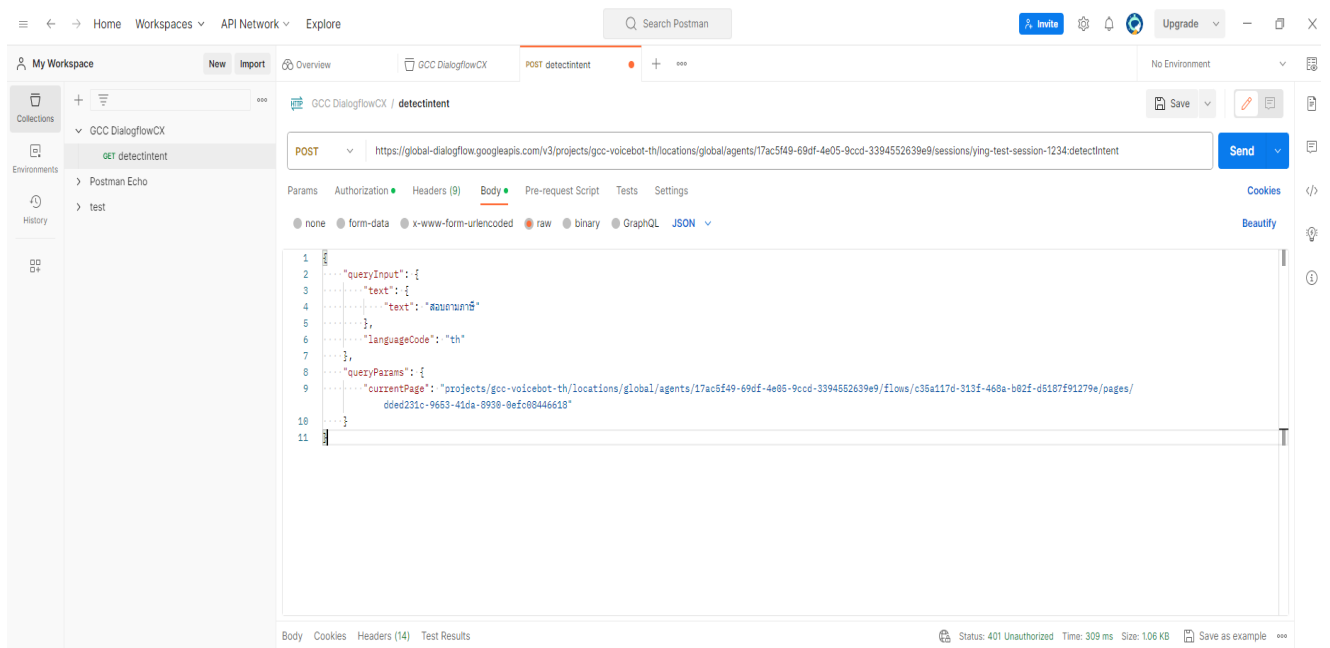 Home Workspaces API Network Explore Search Postman Invite Upgrade
My Workspace New Import Overview GCC DialogflowCX POST detectintent No Environment
Collections
Environments
History
GCC DialogflowCX
GET detectintent
Postman Echo
test
HTTP GCC DialogflowCX / detectintent Save
POST https://global-dialogflow.googleapis.com/v3/projects/gcc-voicebot-th/locations/global/agents/17ac5f49-69df-4e05-9ccd-3394552639e9/sessions/ying-test-session-1234:detectIntent Send
Params Authorization Headers (9) Body Pre-request Script Tests Settings Cookies
none form-data x-www-form-urlencoded raw binary GraphQL JSON Beautify
1 {
2 "queryInput": {
3 "text": {
4 "text": "สอบถามภาษี"
5 },
6 "languageCode": "th"
7 },
8 "queryParams": {
9 "currentPage": "projects/gcc-voicebot-th/locations/global/agents/17ac5f49-69df-4e05-9ccd-3394552639e9/flows/c35a117d-313f-468a-b02f-d5187f91279e/pages/
dded231c-9653-41da-8930-0efc08446618"
10 }
11 }
Body Cookies Headers (14) Test Results Status: 401 Unauthorized Time: 309 ms Size: 1.06 KB Save as example